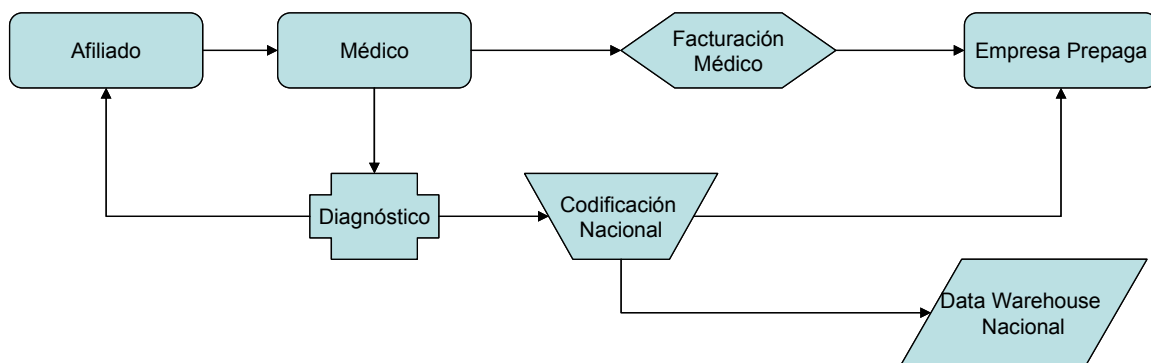 Afiliado
Médico
Facturación
Médico
Empresa Prepaga
Diagnóstico
Codificación
Nacional
Data Warehouse
Nacional